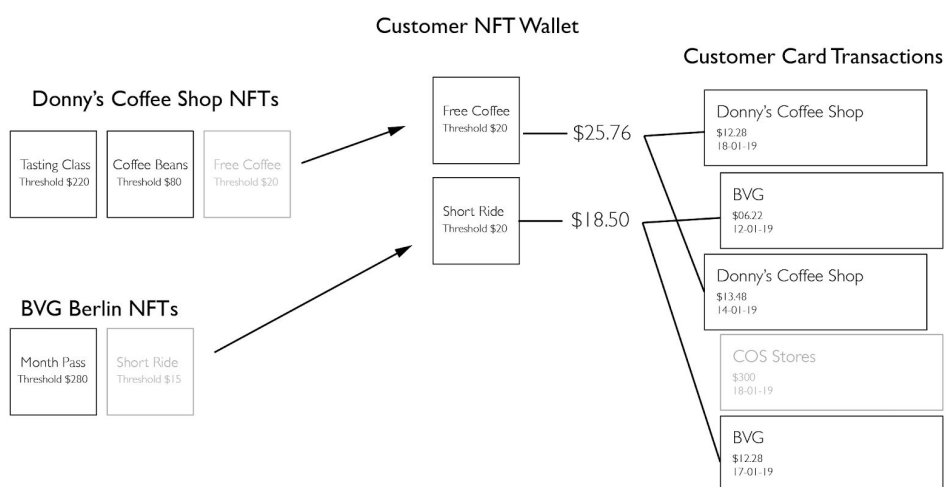 Customer NFT Wallet
Customer Card Transactions
Donny's Coffee Shop NFTs
Tasting Class
Threshold $220
Coffee Beans
Threshold $80
Free Coffee
Threshold $20
BVG Berlin NFTs
Month Pass
Threshold $280
Short Ride
Threshold $15
Free Coffee
Threshold $20
$25.76
Short Ride
Threshold $20
$18.50
Donny's Coffee Shop
$12.28
18-01-19
BVG
$06.22
12-01-19
Donny's Coffee Shop
$13.48
14-01-19
COS Stores
$300
18-01-19
BVG
$12.28
17-01-19